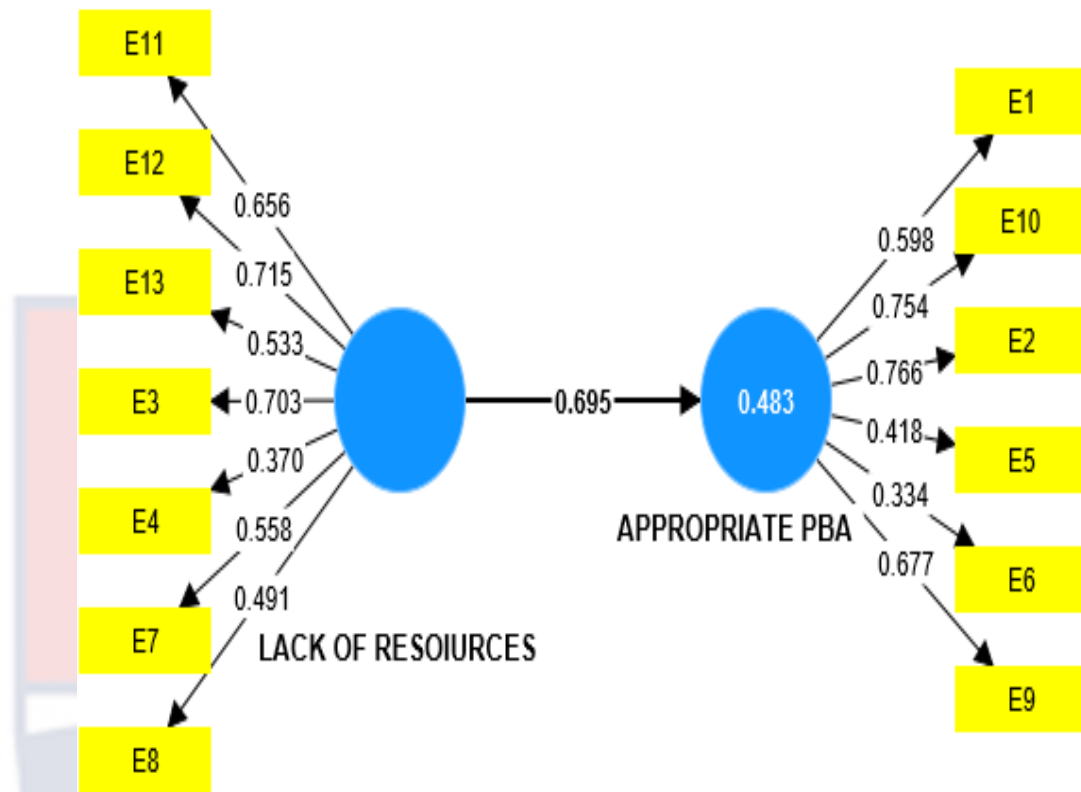 E11
E12
E13
E3
E4
E7
E8
0.656
0.715
0.533
0.703
0.370
0.558
0.491
LACK OF RESOIURCES
0.695
0.483
APPROPRIATE PBA
0.598
0.754
0.766
0.418
0.334
0.677
E1
E10
E2
E5
E6
E9